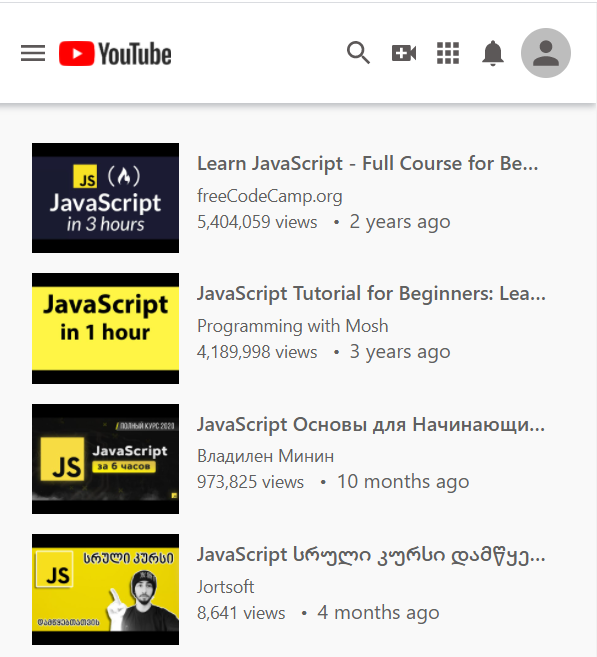 YouTube
JS
JavaScript
in 3 hours
Learn JavaScript - Full Course for Be...
freeCodeCamp.org
5,404,059 views • 2 years ago
JavaScript
in 1 hour
JavaScript Tutorial for Beginners: Lea...
Programming with Mosh
4,189,998 views • 3 years ago
/ ПОЛНЫЙ КУРС 2020
JS
JavaScript
за 6 часов
JavaScript Основы для Начинающи...
Владилен Минин
973,825 views • 10 months ago
JS
სრული კურსი
დამწყებთათვის
JavaScript სრული კურსი დამწყე...
Jortsoft
8,641 views • 4 months ago